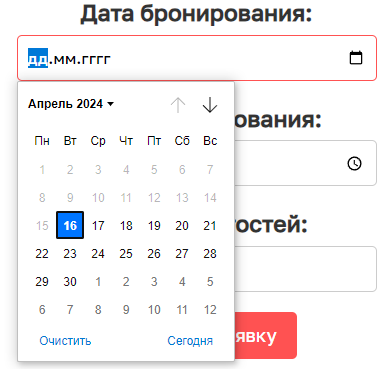 Дата бронирования:
дд.мм.гггг
Апрель 2024
ования:
Пн Вт Ср Чт Пт Сб Вс
1 2 3 4 5 6 7
8 9 10 11 12 13 14
15 16 17 18 19 20 21
остей:
22 23 24 25 26 27 28
29 30 1 2 3 4 5
6 7 8 9 10 11 12
Очистить Сегодня
явку